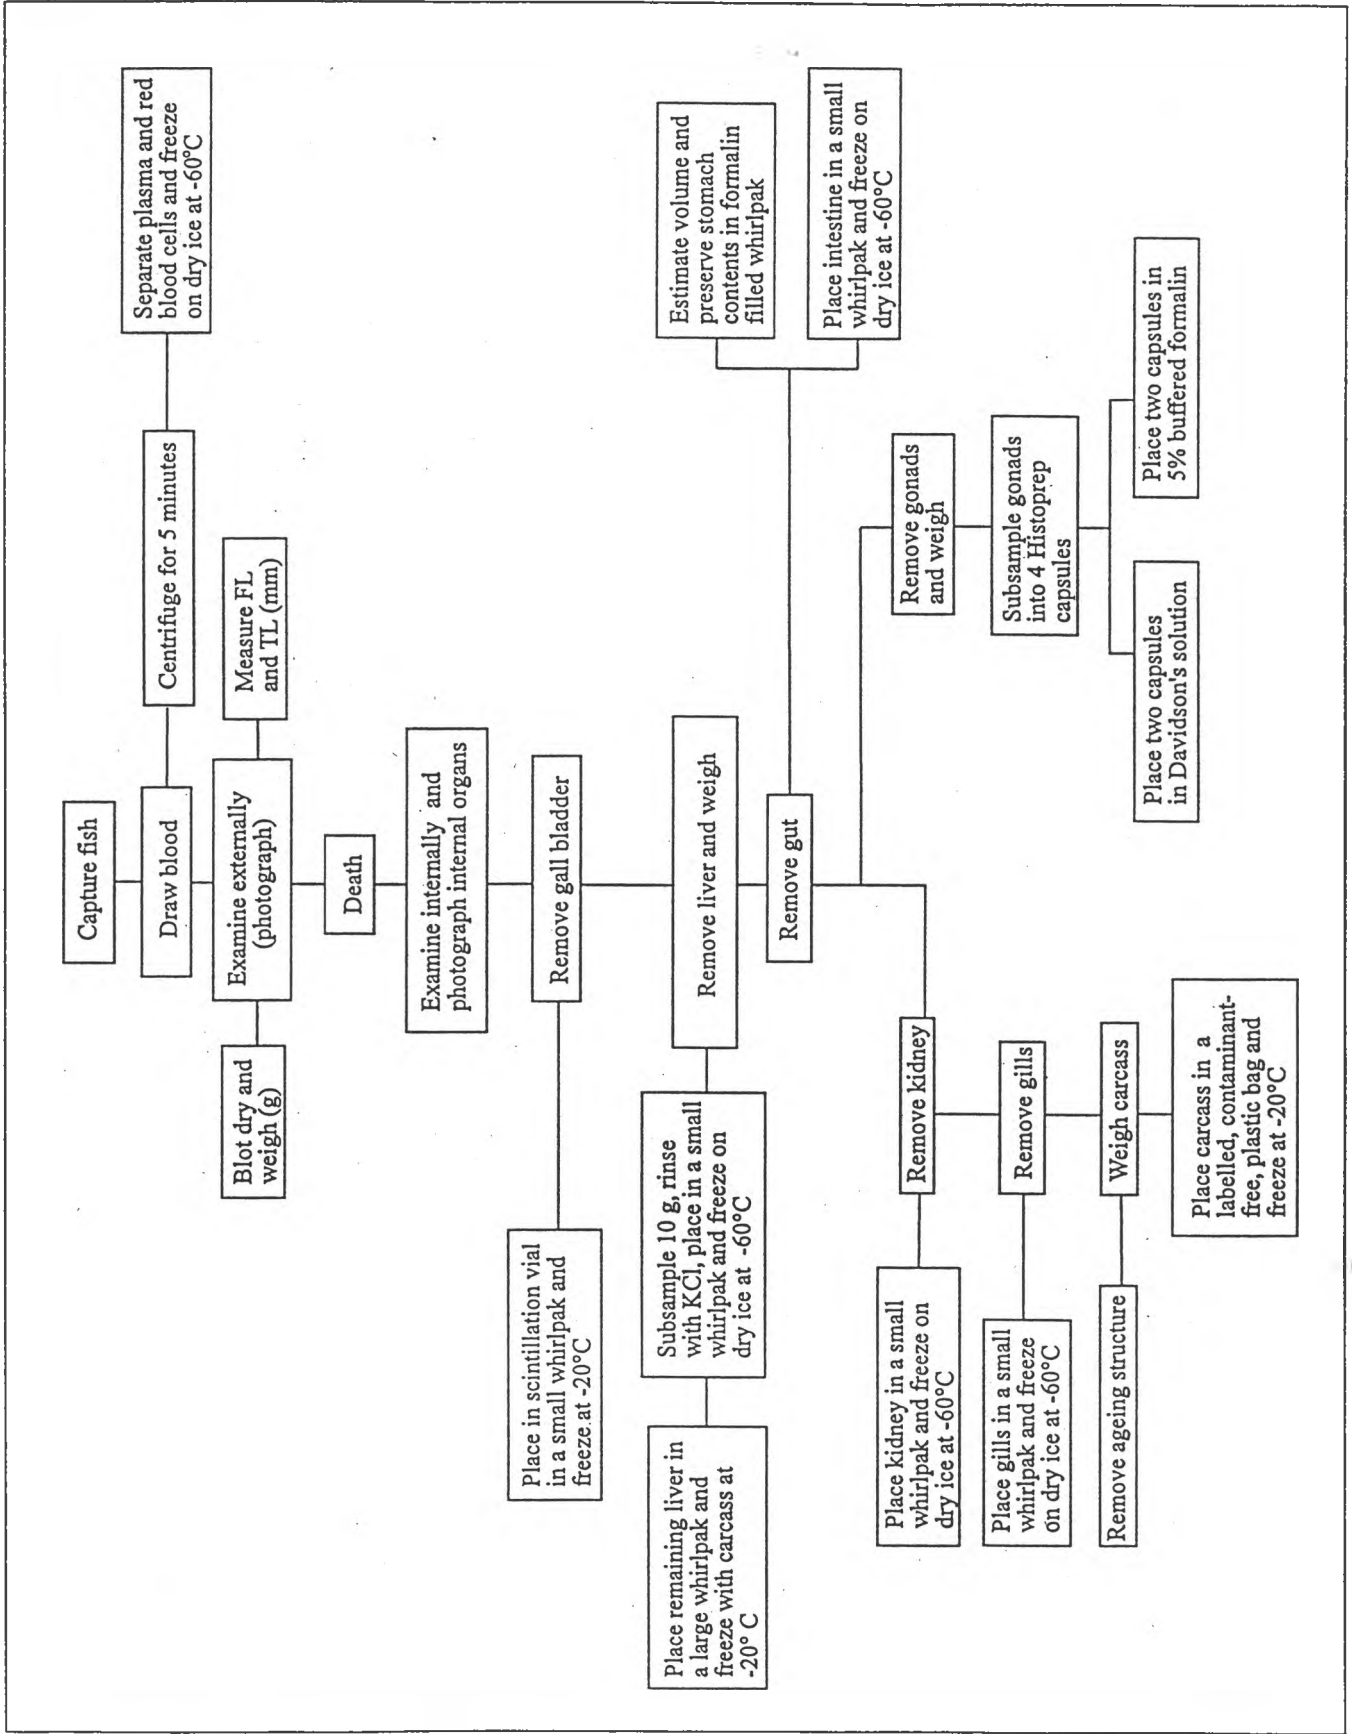 Capture fish
Draw blood
Centrifuge for 5 minutes
Separate plasma and red
blood cells and freeze
on dry ice at -60°C
Examine externally
(photograph)
Blot dry and
weigh (g)
Measure FL
and TL (mm)
Death
Examine internally and
photograph internal organs
Remove gall bladder
Place in scintillation vial
in a small whirlpak and
freeze at -20°C
Remove liver and weigh
Subsample 10 g, rinse
with KCl, place in a small
whirlpak and freeze on
dry ice at -60°C
Place remaining liver in
a large whirlpak and
freeze with carcass at
-20° C
Remove gut
Estimate volume and
preserve stomach
contents in formalin
filled whirlpak
Place intestine in a small
whirlpak and freeze on
dry ice at -60°C
Remove gonads
and weigh
Subsample gonads
into 4 Histoprep
capsules
Place two capsules
in Davidson's solution
Place two capsules in
5% buffered formalin
Remove kidney
Place kidney in a small
whirlpak and freeze on
dry ice at -60°C
Remove gills
Place gills in a small
whirlpak and freeze
on dry ice at -60°C
Weigh carcass
Remove ageing structure
Place carcass in a
labelled, contaminant-
free, plastic bag and
freeze at -20°C